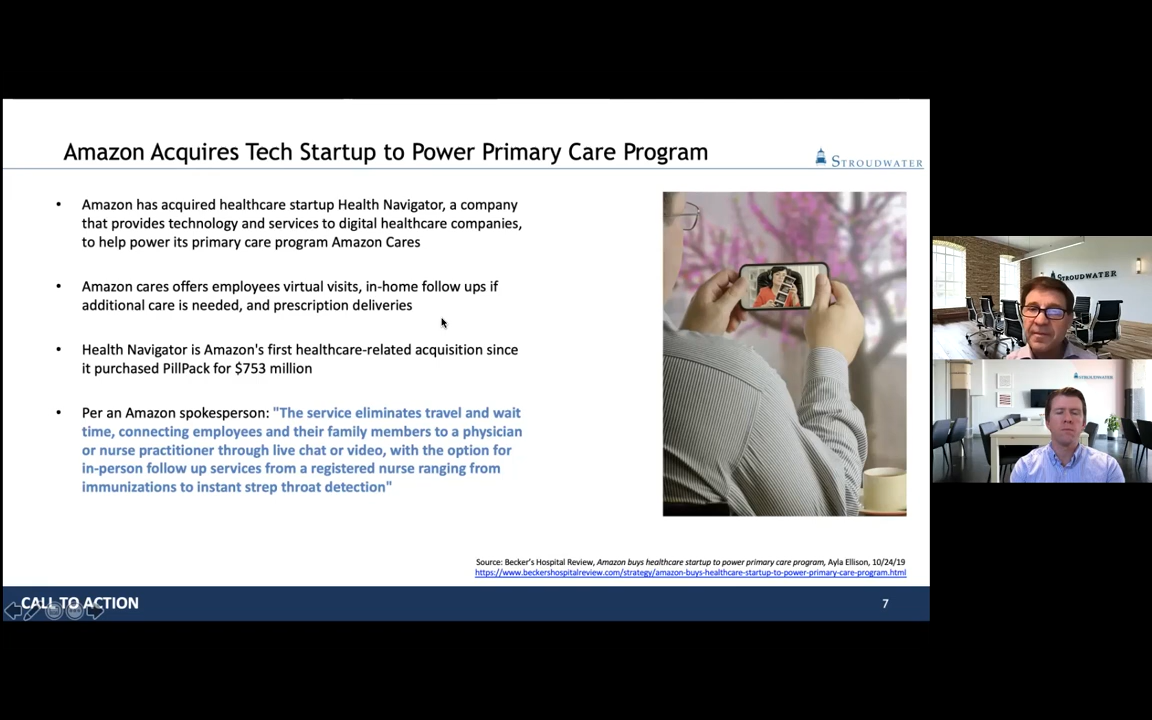 Amazon Acquires Tech Startup to Power Primary Care Program
STROUDWATER
• Amazon has acquired healthcare startup Health Navigator, a company
that provides technology and services to digital healthcare companies,
to help power its primary care program Amazon Cares
• Amazon cares offers employees virtual visits, in-home follow ups if
additional care is needed, and prescription deliveries
• Health Navigator is Amazon's first healthcare-related acquisition since
it purchased PillPack for $753 million
• Per an Amazon spokesperson: "The service eliminates travel and wait
time, connecting employees and their family members to a physician
or nurse practitioner through live chat or video, with the option for
in-person follow up services from a registered nurse ranging from
immunizations to instant strep throat detection"
Source: Becker's Hospital Review, Amazon buys healthcare startup to power primary care program, Ayla Ellison, 10/24/19
https://www.beckershospitalreview.com/strategy/amazon-buys-healthcare-startup-to-power-primary-care-program.html
CALL TO ACTION
7
STROUDWATER
STROUDWATER